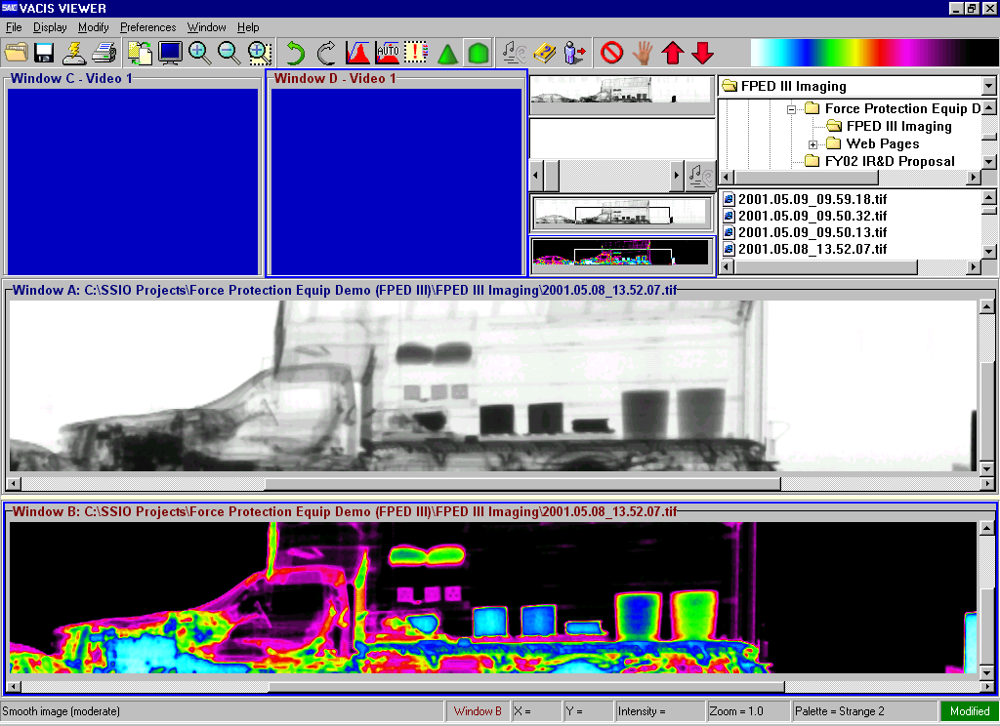 SAIC VACIS VIEWER
File Display Modify Preferences Window Help
AUTO
Window C - Video 1
Window D - Video 1
FPED III Imaging
Force Protection Equip D
FPED III Imaging
Web Pages
FY02 IR&D Proposal
2001.05.09_09.59.18.tif
2001.05.09_09.50.32.tif
2001.05.09_09.50.13.tif
2001.05.08_13.52.07.tif
Window A: C:\SSIO Projects\Force Protection Equip Demo (FPED III)\FPED III Imaging\2001.05.08_13.52.07.tif
Window B: C:\SSIO Projects\Force Protection Equip Demo (FPED III)\FPED III Imaging\2001.05.08_13.52.07.tif
Smooth image (moderate) Window B X = Y = Intensity = Zoom = 1.0 Palette = Strange 2 Modified